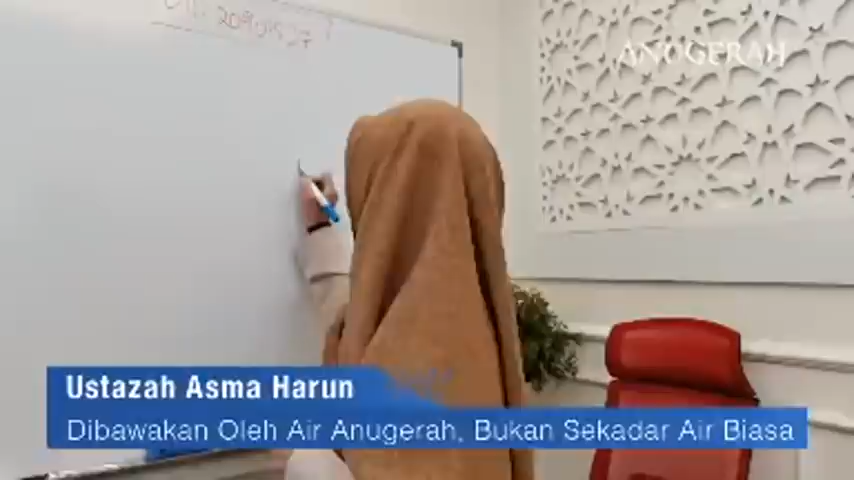 ANUGERAH
Ustazah Asma Harun
Dibawakan Oleh Air Anugerah, Bukan Sekadar Air Biasa